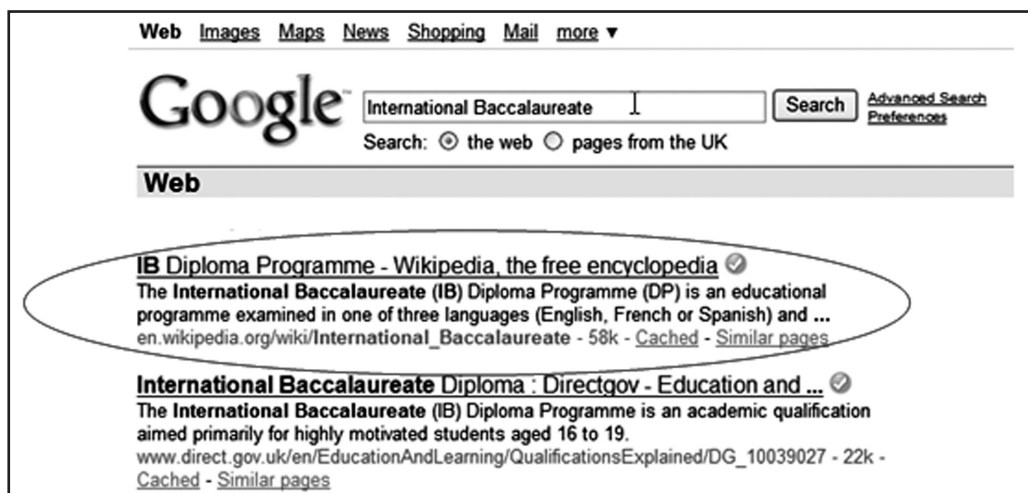 Web Images Maps News Shopping Mail more ▼
Google™ International Baccalaureate Search Advanced Search
Preferences
Search: the web pages from the UK
Web
IB Diploma Programme - Wikipedia, the free encyclopedia
The International Baccalaureate (IB) Diploma Programme (DP) is an educational
programme examined in one of three languages (English, French or Spanish) and ...
en.wikipedia.org/wiki/International_Baccalaureate - 58k - Cached - Similar pages
International Baccalaureate Diploma : Directgov - Education and ...
The International Baccalaureate (IB) Diploma Programme is an academic qualification
aimed primarily for highly motivated students aged 16 to 19.
www.direct.gov.uk/en/EducationAndLearning/QualificationsExplained/DG_10039027 - 22k -
Cached - Similar pages